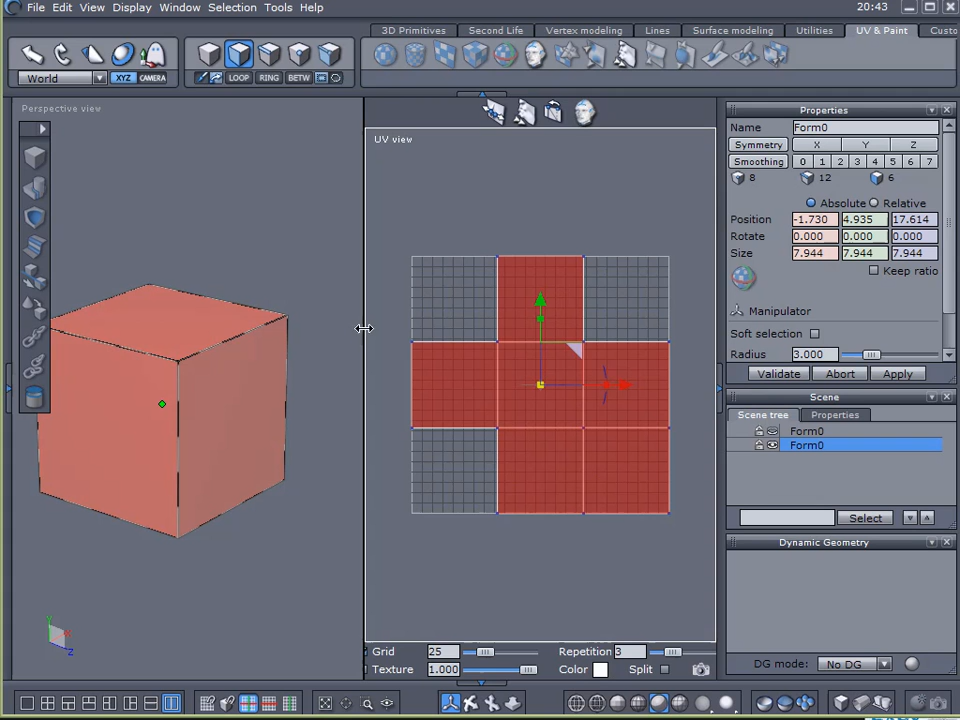 File Edit View Display Window Selection Tools Help 20:43
3D Primitives Second Life Vertex modeling Lines Surface modeling Utilities UV & Paint Custo
World XYZ CAMERA LOOP RING BETW
Perspective view
UV view
Properties
Name Form0
Symmetry X Y Z
Smoothing 0 1 2 3 4 5 6 7
8 12 6
Absolute Relative
Position -1.730 4.935 17.614
Rotate 0.000 0.000 0.000
Size 7.944 7.944 7.944
Keep ratio
Manipulator
Soft selection
Radius 3.000
Validate Abort Apply
Scene
Scene tree Properties
Form0
Form0
Select
Dynamic Geometry
Y X Z
Grid 25 Repetition 3
Texture 1.000 Color Split
DG mode: No DG